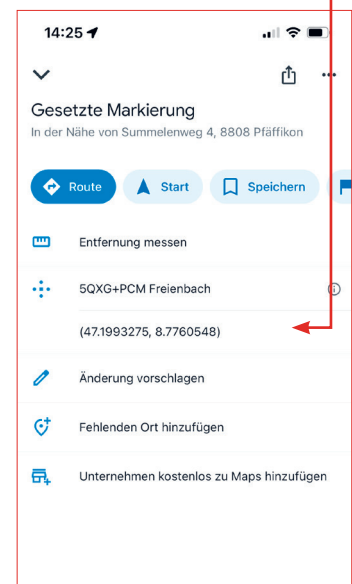 14:25
Gesetzte Markierung
In der Nähe von Summelenweg 4, 8808 Pfäffikon
Route
Start
Speichern
Entfernung messen
5QXG+PCM Freienbach
(47.1993275, 8.7760548)
Änderung vorschlagen
Fehlenden Ort hinzufügen
Unternehmen kostenlos zu Maps hinzufügen